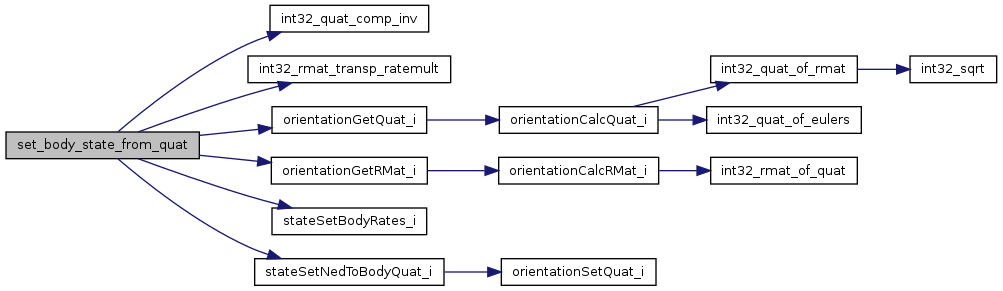 int32_quat_comp_inv
int32_rmat_transp_ratemult
int32_quat_of_rmat
int32_sqrt
orientationGetQuat_i
orientationCalcQuat_i
int32_quat_of_eulers
set_body_state_from_quat
orientationGetRMat_i
orientationCalcRMat_i
int32_rmat_of_quat
stateSetBodyRates_i
stateSetNedToBodyQuat_i
orientationSetQuat_i